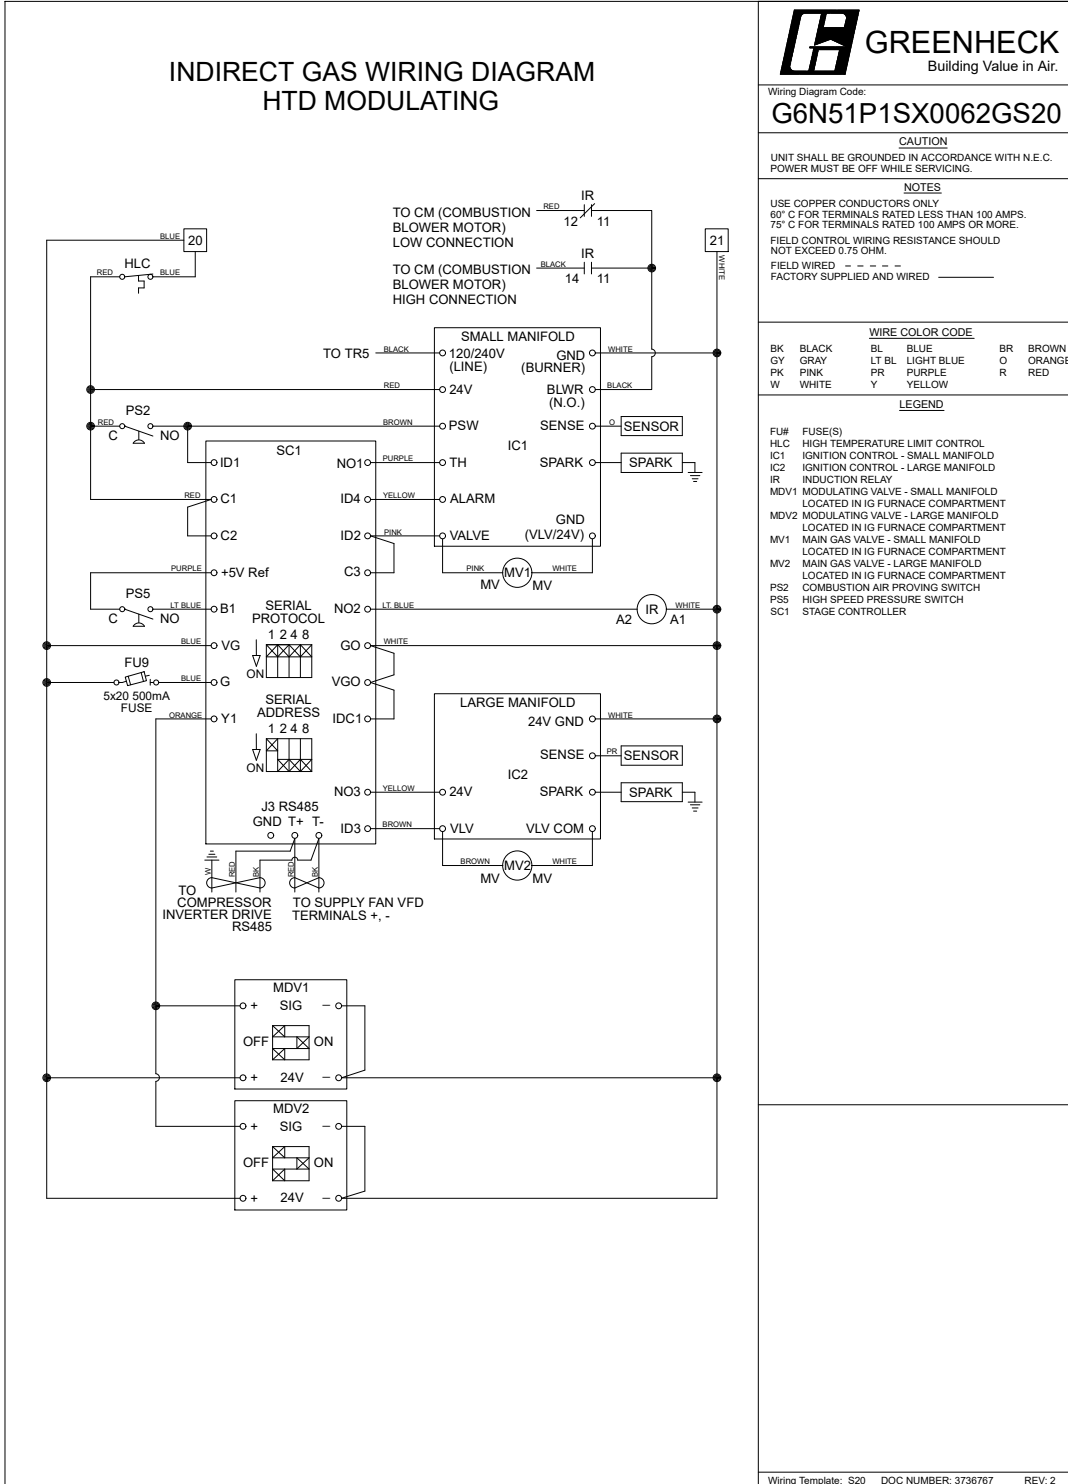 INDIRECT GAS WIRING DIAGRAM
HTD MODULATING
GREENHECK
Building Value in Air.
Wiring Diagram Code:
G6N51P1SX0062GS20
CAUTION
UNIT SHALL BE GROUNDED IN ACCORDANCE WITH N.E.C.
POWER MUST BE OFF WHILE SERVICING.
NOTES
USE COPPER CONDUCTORS ONLY
60° C FOR TERMINALS RATED LESS THAN 100 AMPS.
75° C FOR TERMINALS RATED 100 AMPS OR MORE.
FIELD CONTROL WIRING RESISTANCE SHOULD
NOT EXCEED 0.75 OHM.
FIELD WIRED
FACTORY SUPPLIED AND WIRED
WIRE COLOR CODE
BK BLACK BL BLUE BR BROWN
GY GRAY LT BL LIGHT BLUE O ORANGE
PK PINK PR PURPLE R RED
W WHITE Y YELLOW
LEGEND
FU# FUSE(S)
HLC HIGH TEMPERATURE LIMIT CONTROL
IC1 IGNITION CONTROL - SMALL MANIFOLD
IC2 IGNITION CONTROL - LARGE MANIFOLD
IR INDUCTION RELAY
MDV1 MODULATING VALVE - SMALL MANIFOLD
LOCATED IN IG FURNACE COMPARTMENT
MDV2 MODULATING VALVE - LARGE MANIFOLD
LOCATED IN IG FURNACE COMPARTMENT
MV1 MAIN GAS VALVE - SMALL MANIFOLD
LOCATED IN IG FURNACE COMPARTMENT
MV2 MAIN GAS VALVE - LARGE MANIFOLD
LOCATED IN IG FURNACE COMPARTMENT
PS2 COMBUSTION AIR PROVING SWITCH
PS5 HIGH SPEED PRESSURE SWITCH
SC1 STAGE CONTROLLER
TO CM (COMBUSTION
BLOWER MOTOR)
LOW CONNECTION
RED
IR
12 11
TO CM (COMBUSTION
BLOWER MOTOR)
HIGH CONNECTION
BLACK
IR
14 11
BLUE 20
21
WHITE
HLC
RED BLUE
SMALL MANIFOLD
TO TR5 BLACK 120/240V
(LINE)
GND
(BURNER)
WHITE
RED 24V
BLWR
(N.O.)
BLACK
PS2
RED
C NO
BROWN PSW
SENSE O SENSOR
IC1
SC1
ID1
NO1 PURPLE TH
SPARK SPARK
RED C1
ID4 YELLOW ALARM
C2
ID2 PINK VALVE
GND
(VLV/24V)
C3
PINK MV1 WHITE
MV MV
PURPLE +5V Ref
PS5
C NO
LT BLUE B1
SERIAL
PROTOCOL
1 2 4 8
ON
NO2 LT. BLUE
IR WHITE
A2 A1
BLUE VG
GO WHITE
FU9
5x20 500mA
FUSE
BLUE G
VGO
ORANGE Y1
SERIAL
ADDRESS
1 2 4 8
ON
IDC1
LARGE MANIFOLD
24V GND WHITE
SENSE PR SENSOR
IC2
NO3 YELLOW 24V
SPARK SPARK
J3 RS485
GND T+ T-
ID3 BROWN VLV
VLV COM
BROWN MV2 WHITE
MV MV
W RED BK RED BK
TO
COMPRESSOR
INVERTER DRIVE
RS485
TO SUPPLY FAN VFD
TERMINALS +, -
MDV1
+ SIG −
OFF ON
+ 24V −
MDV2
+ SIG −
OFF ON
+ 24V −
Wiring Template: S20 DOC NUMBER: 3736767 REV: 2